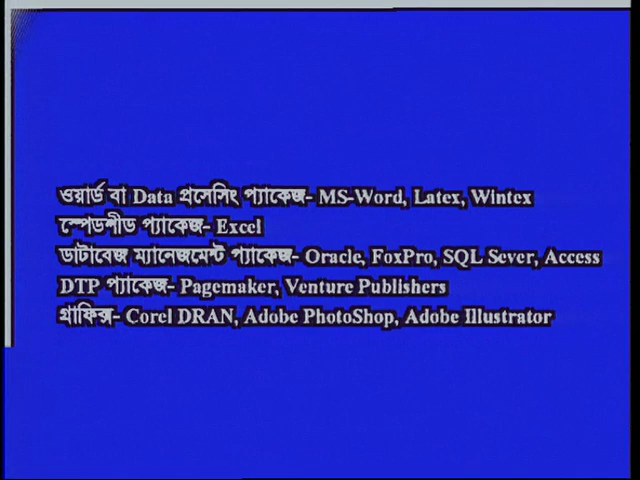 ওয়ার্ড বা Data প্রসেসিং প্যাকেজ- MS-Word, Latex, Wintex
স্পেডশীড প্যাকেজ- Excel
ডাটাবেজ ম্যানেজমেন্ট প্যাকেজ- Oracle, FoxPro, SQL Sever, Access
DTP প্যাকেজ- Pagemaker, Venture Publishers
গ্রাফিক্স- Corel DRAN, Adobe PhotoShop, Adobe Illustrator